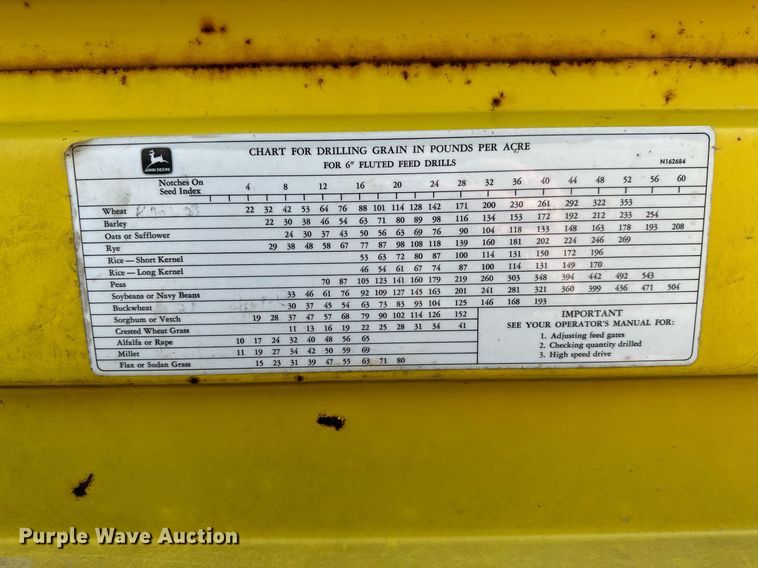 JOHN DEERE
CHART FOR DRILLING GRAIN IN POUNDS PER ACRE
FOR 6" FLUTED FEED DRILLS
N162684
Notches On
Seed Index
4 8 12 16 20 24 28 32 36 40 44 48 52 56 60
Wheat 22 32 42 53 64 76 88 101 114 128 142 171 200 230 261 292 322 353
Barley 22 30 38 46 54 63 71 80 89 98 116 134 153 172 192 212 233 254
Oats or Safflower 24 30 37 43 50 56 63 69 76 90 104 118 133 148 163 178 193 208
Rye 29 38 48 58 67 77 87 98 108 118 139 160 181 202 224 246 269
Rice — Short Kernel 53 63 72 80 87 100 114 131 150 172 196
Rice — Long Kernel 46 54 61 67 74 87 100 114 131 149 170
Peas 70 87 105 123 141 160 179 219 260 303 348 394 442 492 543
Soybeans or Navy Beans 33 46 61 76 92 109 127 145 163 201 241 281 321 360 399 436 471 504
Buckwheat 30 37 45 54 63 73 83 93 104 125 146 168 193
Sorghum or Vetch 19 28 37 47 57 68 79 90 102 114 126 152
Crested Wheat Grass 11 13 16 19 22 25 28 31 34 41
Alfalfa or Rape 10 17 24 32 40 48 56 65
Millet 11 19 27 34 42 50 59 69
Flax or Sudan Grass 15 23 31 39 47 55 63 71 80
IMPORTANT
SEE YOUR OPERATOR'S MANUAL FOR:
1. Adjusting feed gates
2. Checking quantity drilled
3. High speed drive
Purple Wave Auction